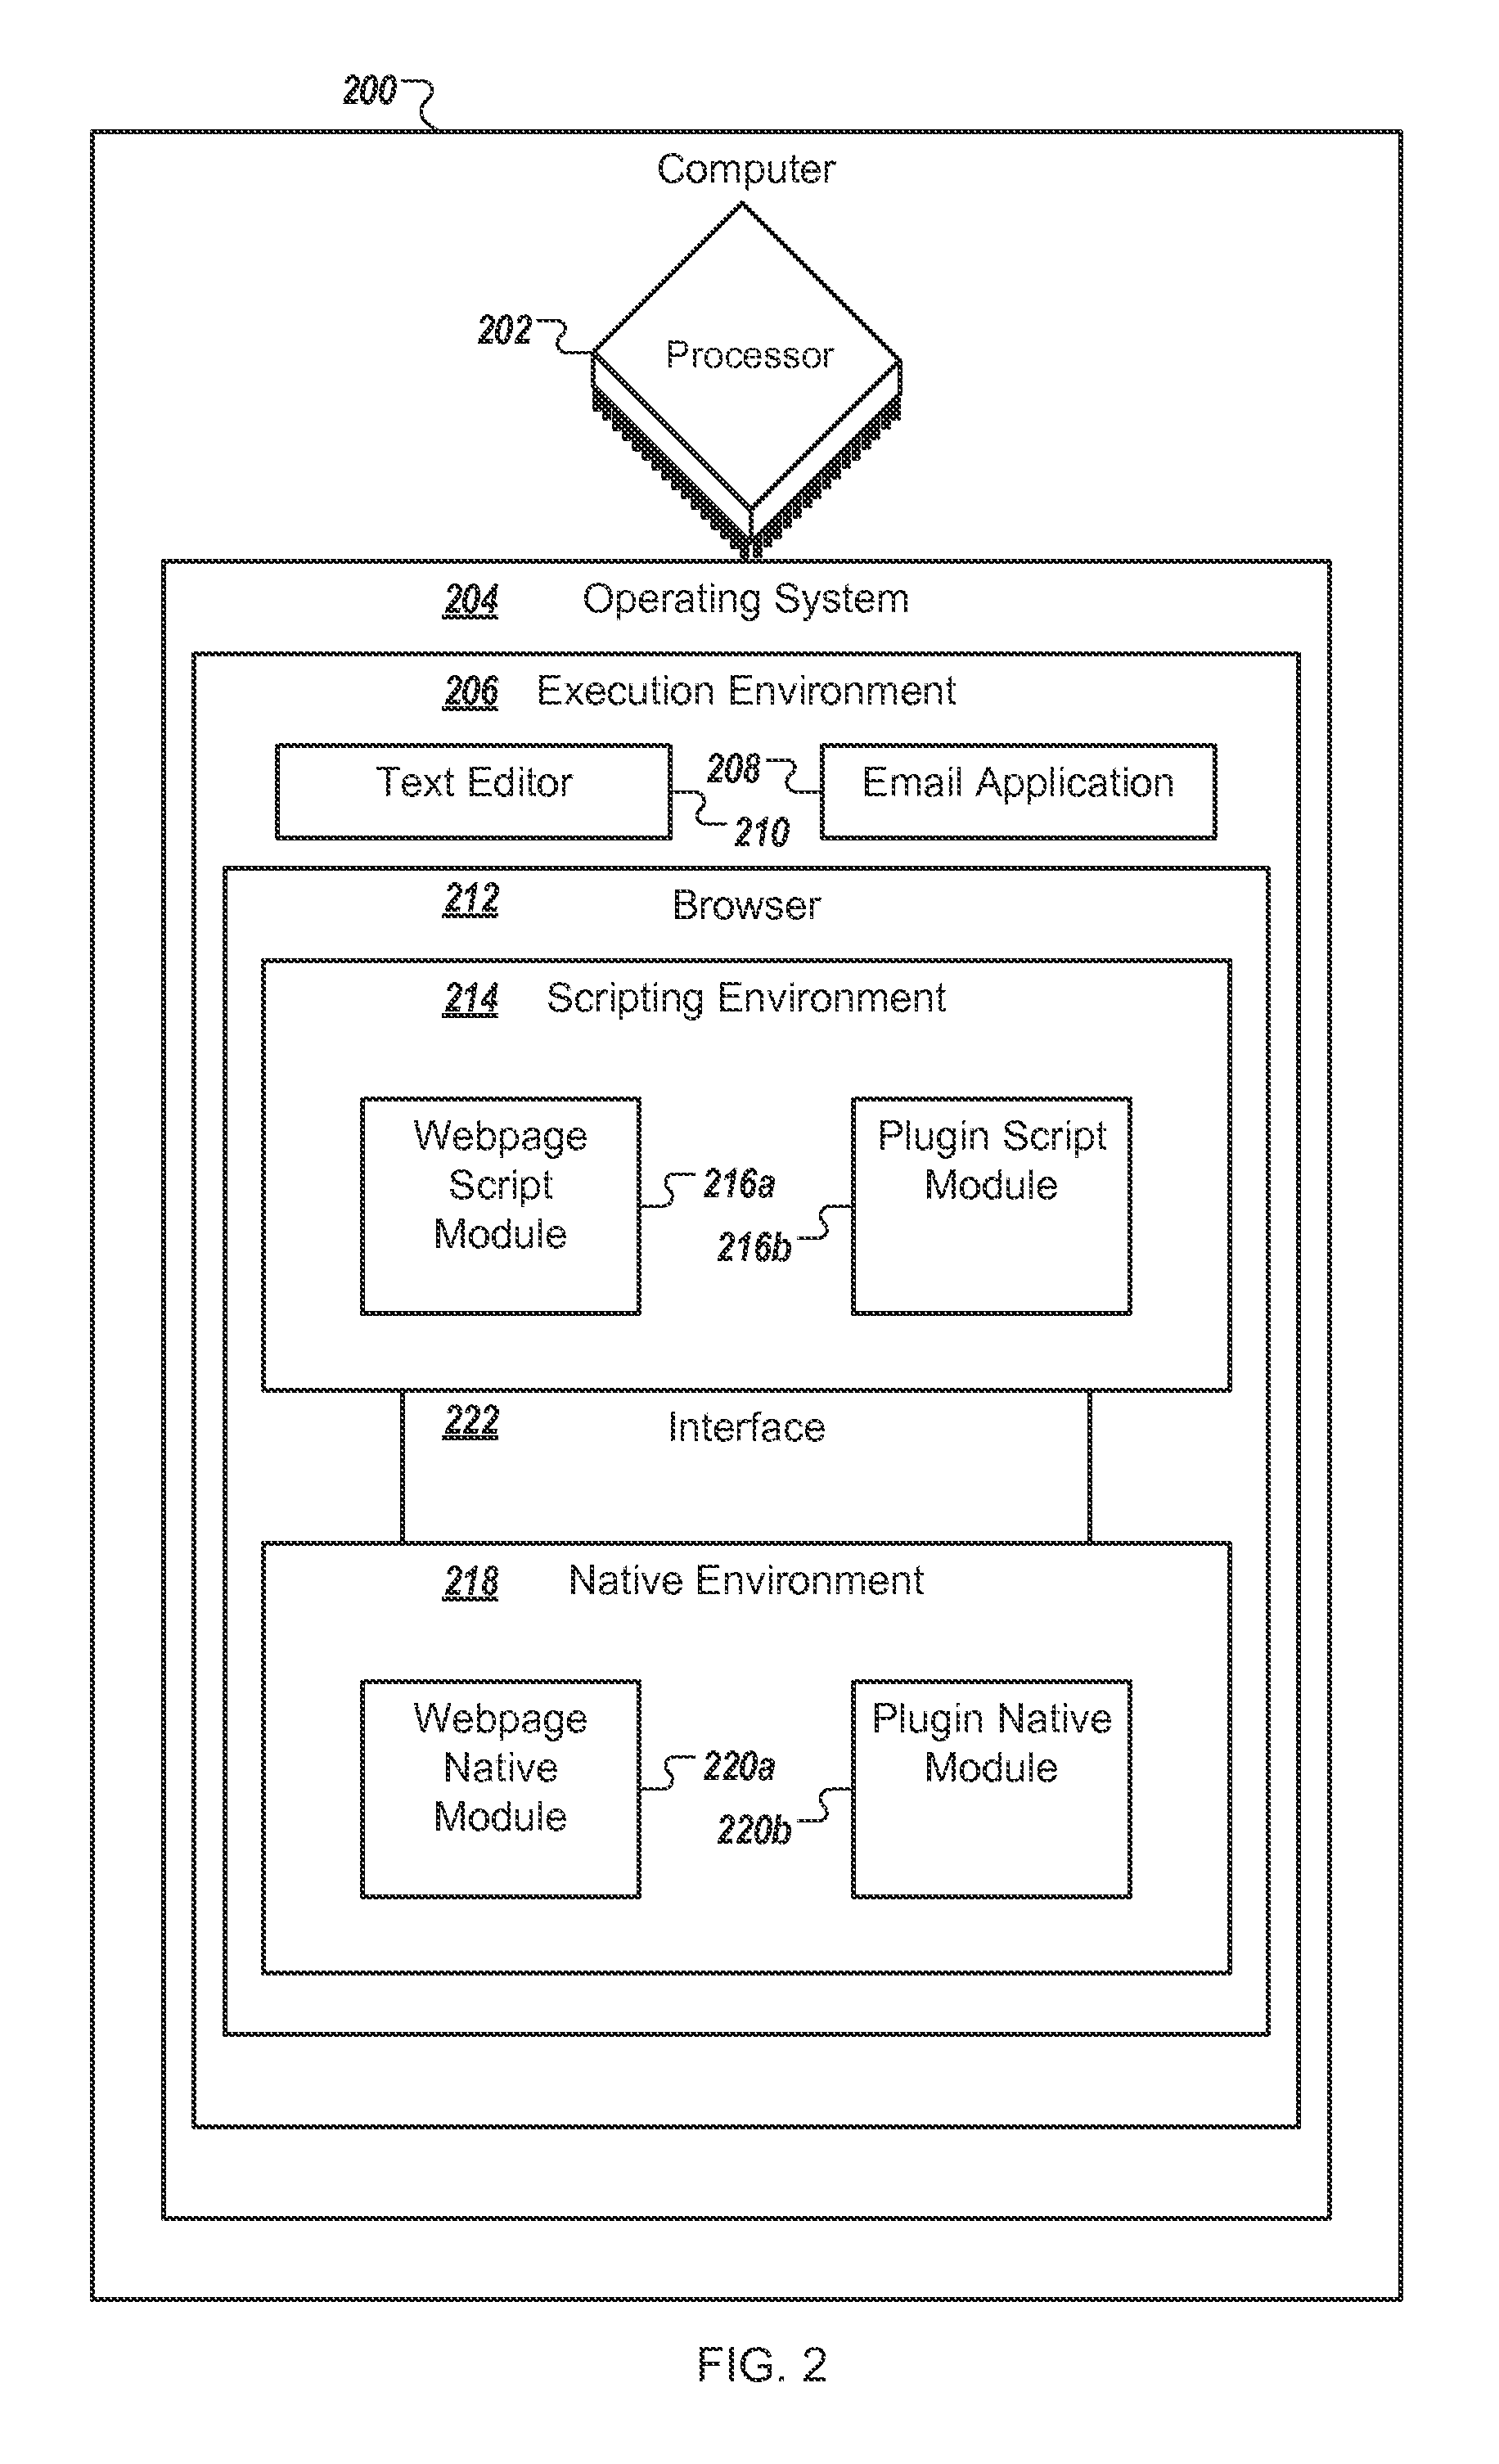 200
Computer
202
Processor
204 Operating System
206 Execution Environment
Text Editor
208
Email Application
210
212 Browser
214 Scripting Environment
Webpage
Script
Module
216a
216b
Plugin Script
Module
222 Interface
218 Native Environment
Webpage
Native
Module
220a
220b
Plugin Native
Module
FIG. 2